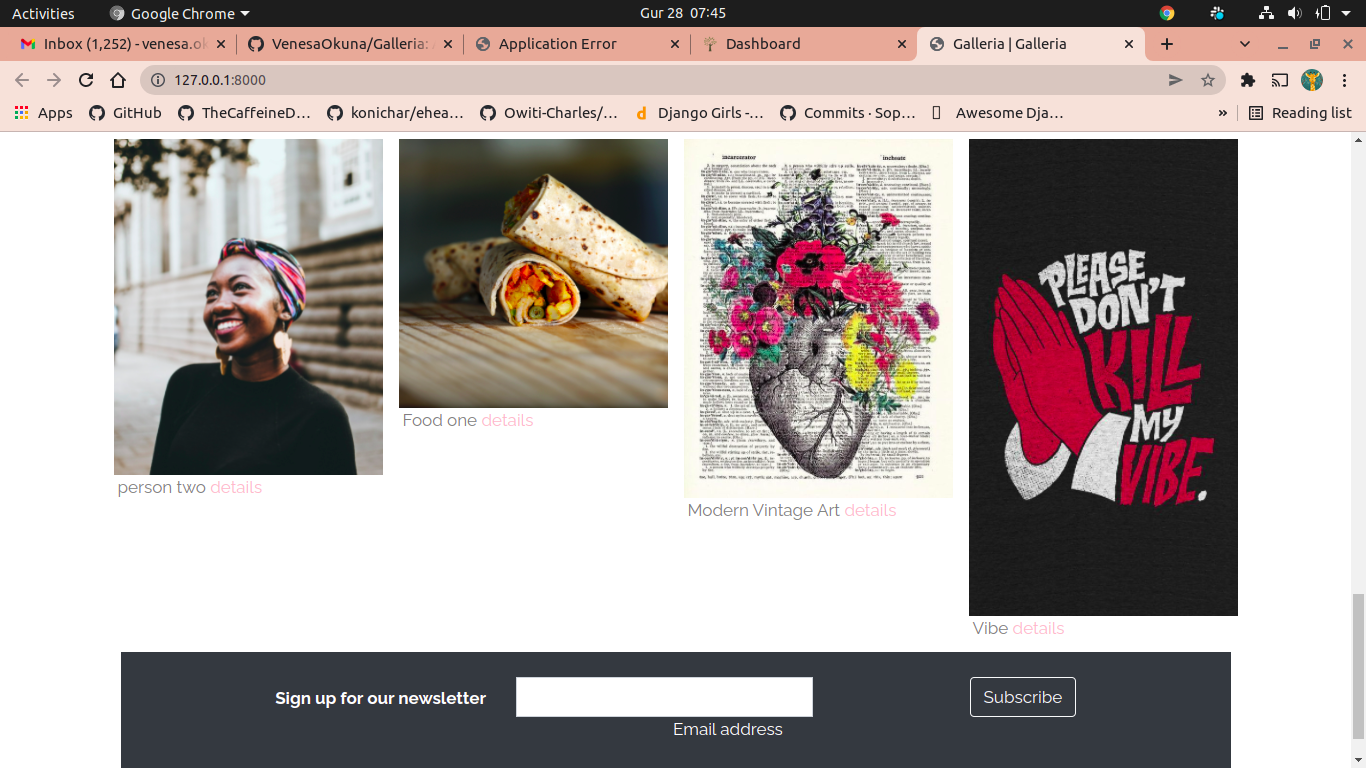 Activities Google Chrome Gur 28 07:45
Inbox (1,252) - venesa.ok VenesaOkuna/Galleria: A Application Error Dashboard Galleria | Galleria
127.0.0.1:8000
Apps GitHub TheCaffeineD… konichar/ehea… Owiti-Charles/… Django Girls -… Commits · Sop… Awesome Dja… » Reading list
incarcerator inchoate
PLEASE
DON'T
KILL
MY
VIBE.
Food one details
person two details
Modern Vintage Art details
Vibe details
Sign up for our newsletter Subscribe
Email address